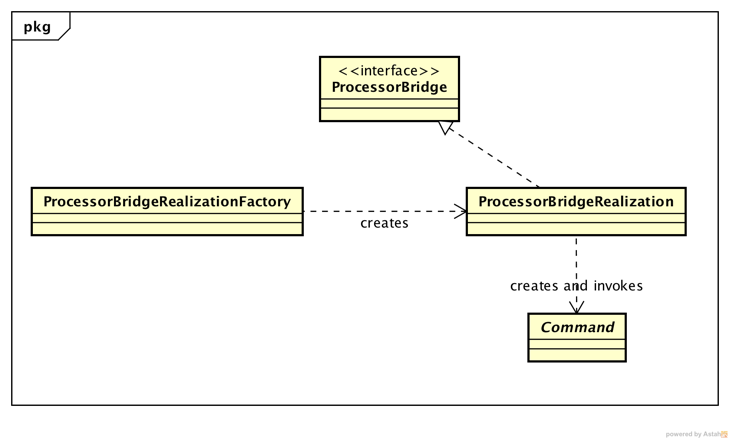 pkg
<<interface>>
ProcessorBridge
ProcessorBridgeRealizationFactory
ProcessorBridgeRealization
creates
creates and invokes
Command
powered by Astah